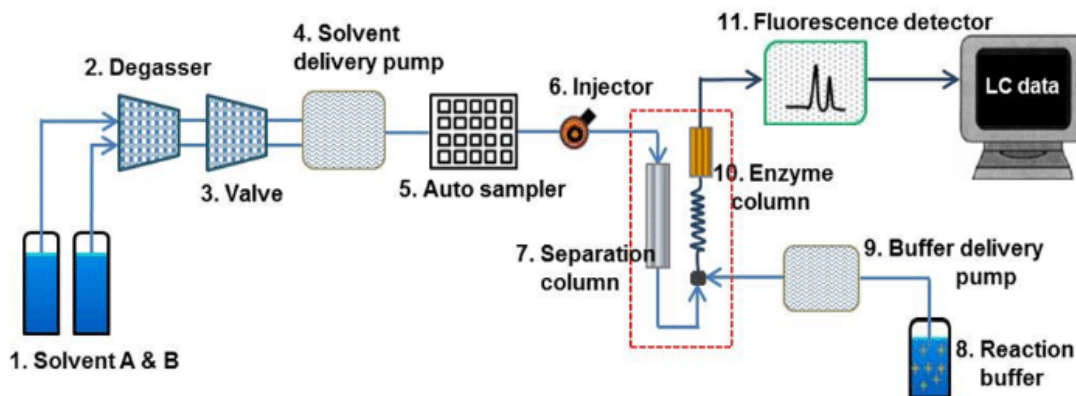 11. Fluorescence detector
4. Solvent
delivery pump
2. Degasser
6. Injector
LC data
3. Valve
5. Auto sampler
10. Enzyme
column
7. Separation
column
9. Buffer delivery
pump
1. Solvent A & B
8. Reaction
buffer